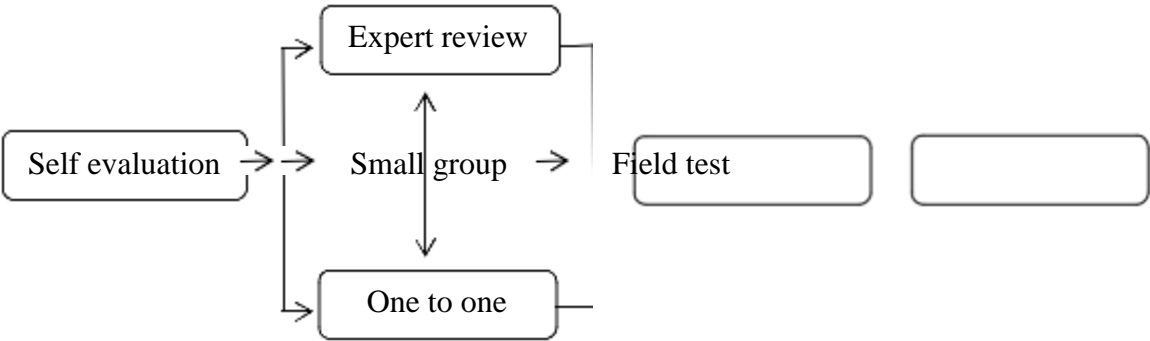 Expert review
Self evaluation
Small group
Field test
One to one